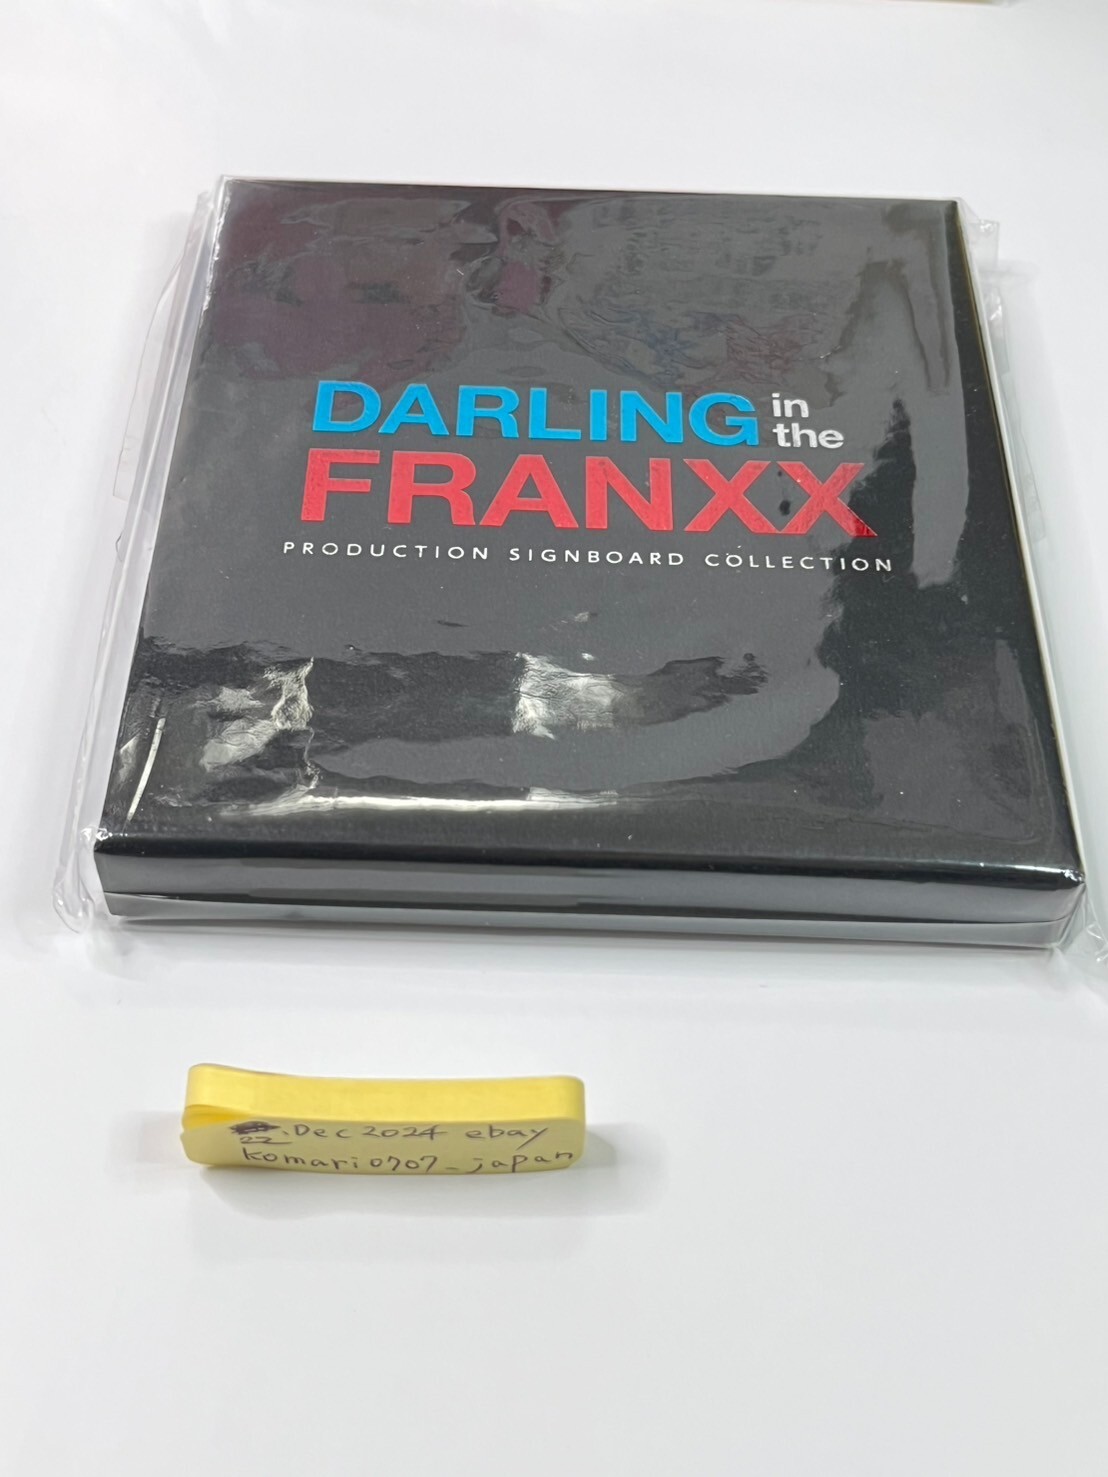 DARLING in the
FRANXX
PRODUCTION SIGNBOARD COLLECTION
22.Dec 2024 ebay
komari0707_japan